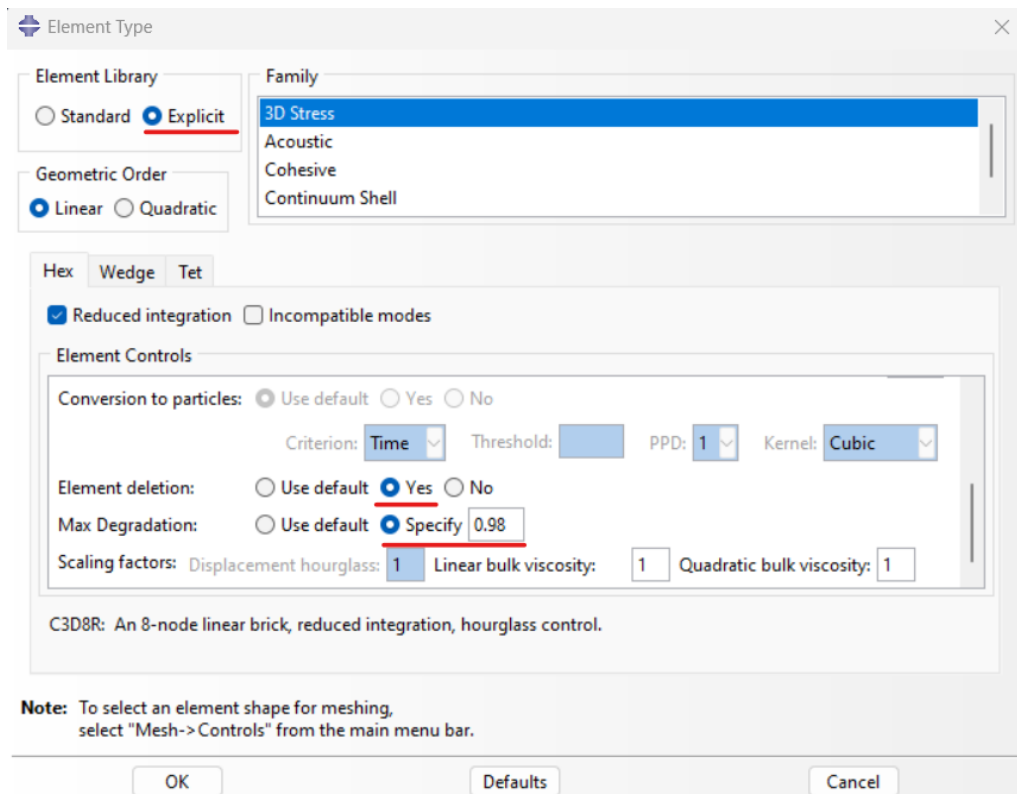 Element Type
Element Library
Standard Explicit
Family
3D Stress
Acoustic
Cohesive
Continuum Shell
Geometric Order
Linear Quadratic
Hex Wedge Tet
Reduced integration Incompatible modes
Element Controls
Conversion to particles: Use default Yes No
Criterion: Time Threshold: PPD: 1 Kernel: Cubic
Element deletion: Use default Yes No
Max Degradation: Use default Specify 0.98
Scaling factors: Displacement hourglass: 1 Linear bulk viscosity: 1 Quadratic bulk viscosity: 1
C3D8R: An 8-node linear brick, reduced integration, hourglass control.
Note: To select an element shape for meshing,
select "Mesh->Controls" from the main menu bar.
OK Defaults Cancel